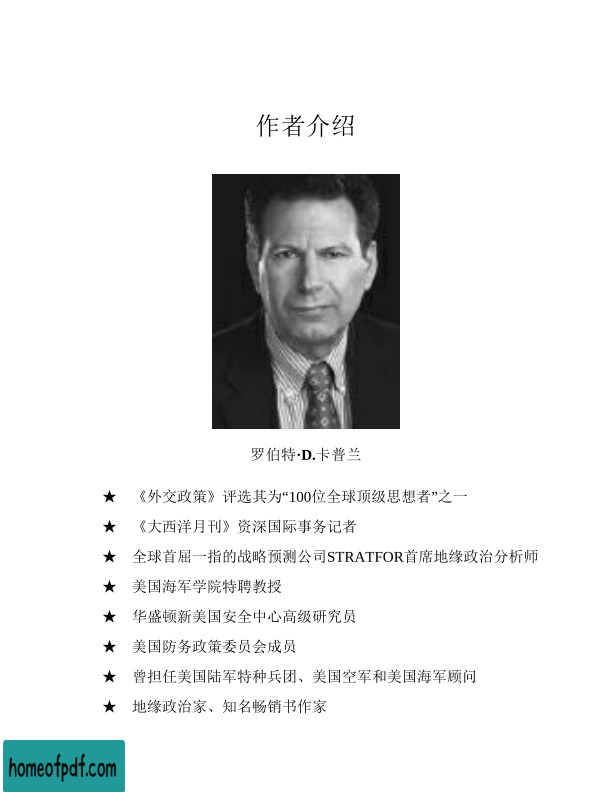 作者介绍
罗伯特·D.卡普兰
★ 《外交政策》评选其为“100位全球顶级思想者”之一
★ 《大西洋月刊》资深国际事务记者
★ 全球首屈一指的战略预测公司STRATFOR首席地缘政治分析师
★ 美国海军学院特聘教授
★ 华盛顿新美国安全中心高级研究员
★ 美国防务政策委员会成员
★ 曾担任美国陆军特种兵团、美国空军和美国海军顾问
★ 地缘政治家、知名畅销书作家
homeofpdf.com